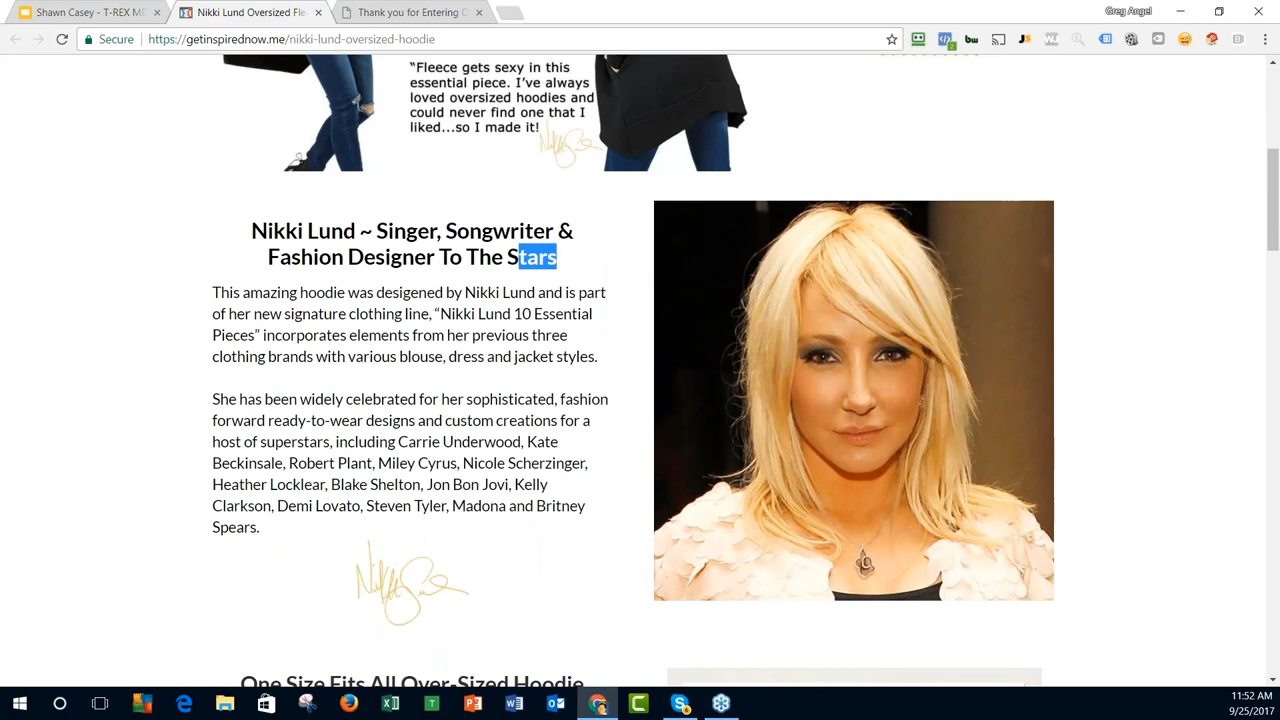 Shawn Casey - T-REX ME
Nikki Lund Oversized Fle
Thank you for Entering C
Greg Angel
Secure
https://getinspirednow.me/nikki-lund-oversized-hoodie
“Fleece gets sexy in this
essential piece. I’ve always
loved oversized hoodies and
could never find one that I
liked...so I made it!
Nikki Lund ~ Singer, Songwriter &
Fashion Designer To The Stars
This amazing hoodie was desigened by Nikki Lund and is part
of her new signature clothing line, “Nikki Lund 10 Essential
Pieces” incorporates elements from her previous three
clothing brands with various blouse, dress and jacket styles.
She has been widely celebrated for her sophisticated, fashion
forward ready-to-wear designs and custom creations for a
host of superstars, including Carrie Underwood, Kate
Beckinsale, Robert Plant, Miley Cyrus, Nicole Scherzinger,
Heather Locklear, Blake Shelton, Jon Bon Jovi, Kelly
Clarkson, Demi Lovato, Steven Tyler, Madona and Britney
Spears.
One Size Fits All Over-Sized Hoodie
11:52 AM
9/25/2017